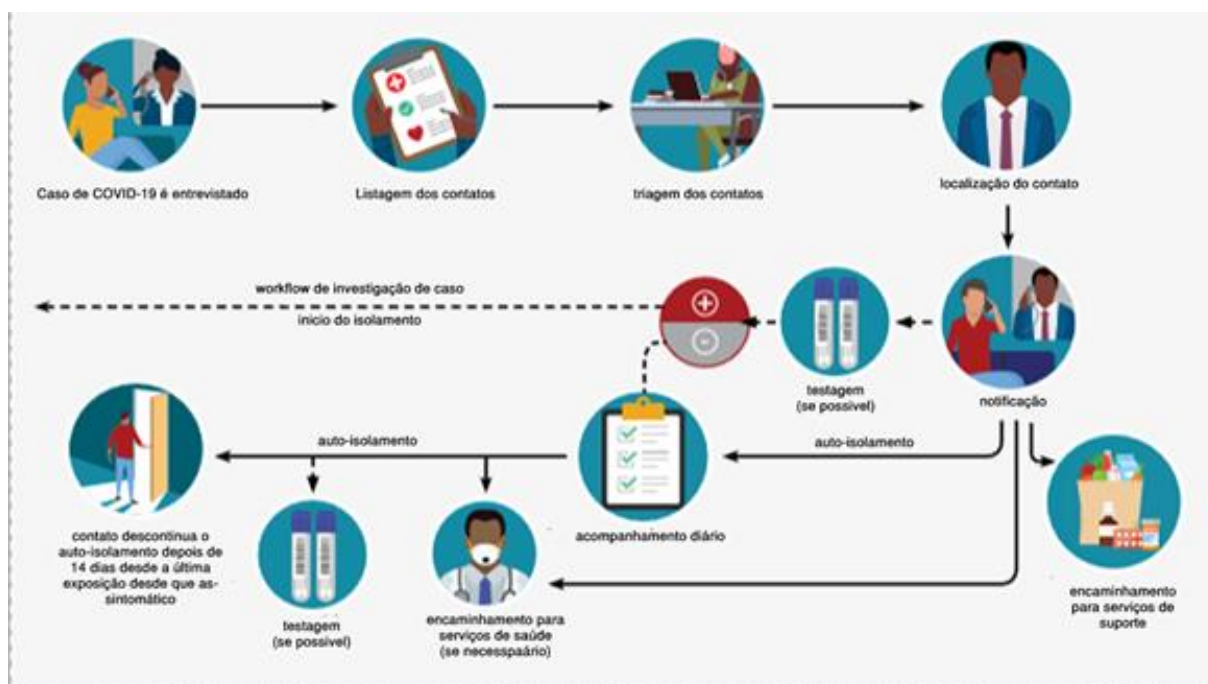 Caso de COVID-19 é entrevistado
Listagem dos contatos
triagem dos contatos
localização do contato
workflow de investigação de caso
inicio do isolamento
testagem
(se possivel)
notificação
auto-isolamento
auto-isolamento
contato descontinua o
auto-isolamento depois de
14 dias desde a última
exposição desde que as-
sintomático
testagem
(se possivel)
encaminhamento para
serviços de saúde
(se necesspaário)
acompanhamento diário
encaminhamento
para serviços de
suporte